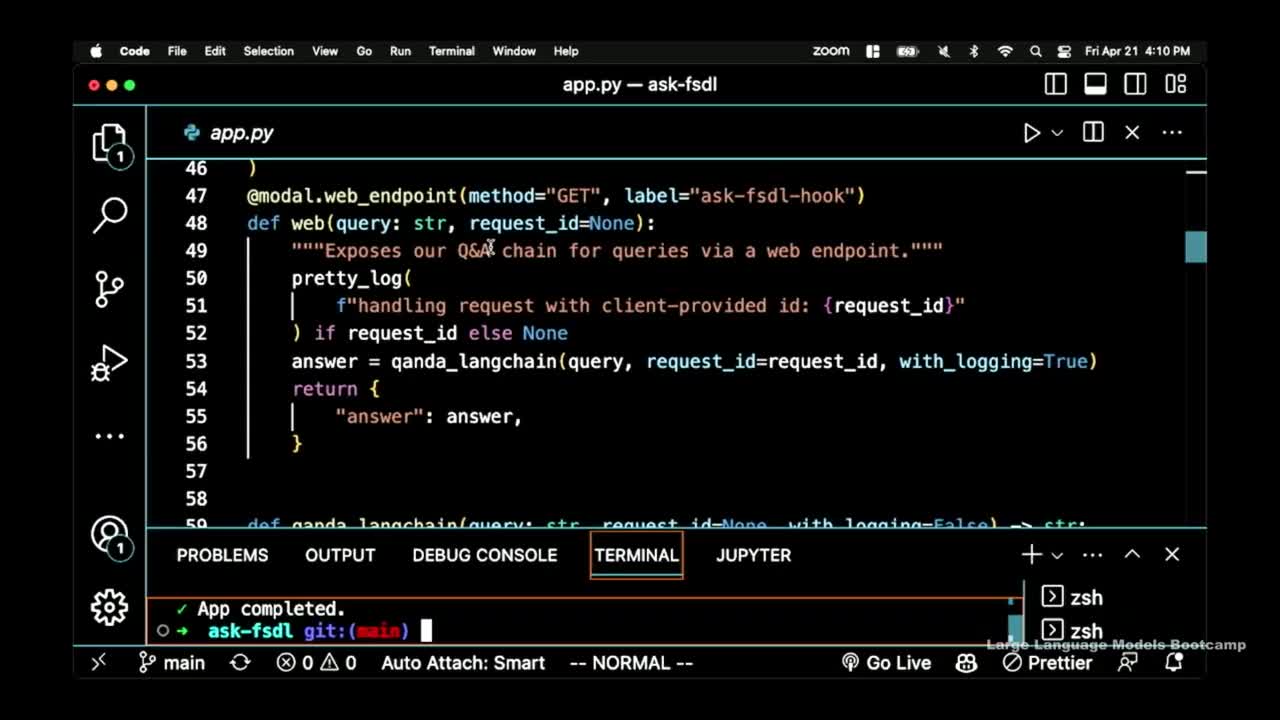 Code File Edit Selection View Go Run Terminal Window Help zoom Fri Apr 21 4:10 PM
app.py — ask-fsdl
app.py
46 )
47 @modal.web_endpoint(method="GET", label="ask-fsdl-hook")
48 def web(query: str, request_id=None):
49 """Exposes our Q&A chain for queries via a web endpoint."""
50 pretty_log(
51 f"handling request with client-provided id: {request_id}"
52 ) if request_id else None
53 answer = qanda_langchain(query, request_id=request_id, with_logging=True)
54 return {
55 "answer": answer,
56 }
57
58
59 def qanda_langchain(query: str, request_id=None, with_logging=False) -> str:
1
1
PROBLEMS OUTPUT DEBUG CONSOLE TERMINAL JUPYTER
✓ App completed.
→ ask-fsdl git:(main)
zsh
zsh
Large Language Models Bootcamp
main 0 0 Auto Attach: Smart -- NORMAL -- Go Live Prettier